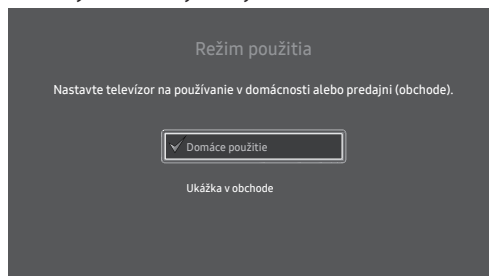 Režim použitia
Nastavte televízor na používanie v domácnosti alebo predajni (obchode).
Domáce použitie
Ukážka v obchode